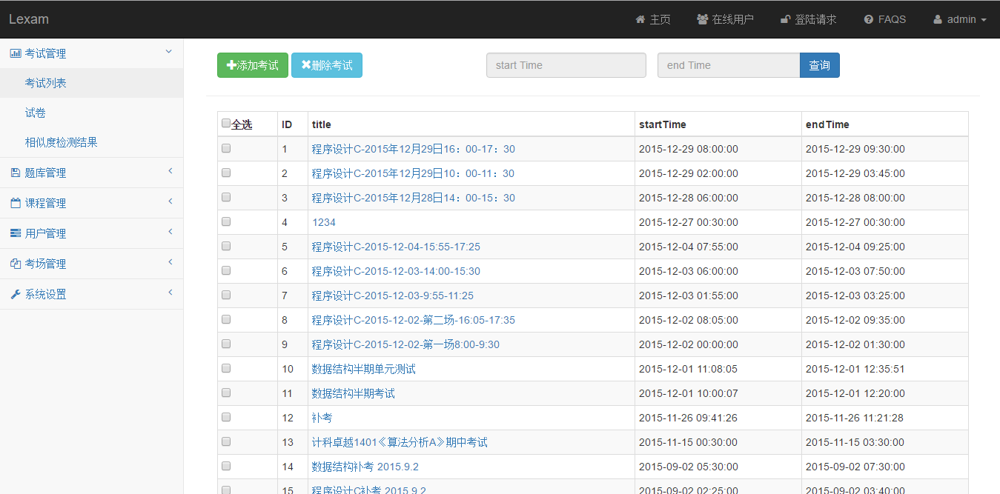 Lexam 主页 在线用户 登陆请求 FAQS admin
考试管理
考试列表
试卷
相似度检测结果
题库管理
课程管理
用户管理
考场管理
系统设置
添加考试 删除考试 start Time end Time 查询
全选 ID title startTime endTime
1 程序设计C-2015年12月29日16：00-17：30 2015-12-29 08:00:00 2015-12-29 09:30:00
2 程序设计C-2015年12月29日10：00-11：30 2015-12-29 02:00:00 2015-12-29 03:45:00
3 程序设计C-2015年12月28日14：00-15：30 2015-12-28 06:00:00 2015-12-28 08:00:00
4 1234 2015-12-27 00:30:00 2015-12-27 00:30:00
5 程序设计C-2015-12-04-15:55-17:25 2015-12-04 07:55:00 2015-12-04 09:25:00
6 程序设计C-2015-12-03-14:00-15:30 2015-12-03 06:00:00 2015-12-03 07:50:00
7 程序设计C-2015-12-03-9:55-11:25 2015-12-03 01:55:00 2015-12-03 03:25:00
8 程序设计C-2015-12-02-第二场-16:05-17:35 2015-12-02 08:05:00 2015-12-02 09:35:00
9 程序设计C-2015-12-02-第一场8:00-9:30 2015-12-02 00:00:00 2015-12-02 01:30:00
10 数据结构半期单元测试 2015-12-01 11:08:05 2015-12-01 12:35:51
11 数据结构半期考试 2015-12-01 10:00:07 2015-12-01 12:20:00
12 补考 2015-11-26 09:41:26 2015-11-26 11:21:28
13 计科卓越1401《算法分析A》期中考试 2015-11-15 00:30:00 2015-11-15 03:30:00
14 数据结构补考 2015.9.2 2015-09-02 05:30:00 2015-09-02 07:30:00
15 程序设计C补考 2015.9.2 2015-09-02 02:25:00 2015-09-02 03:40:00